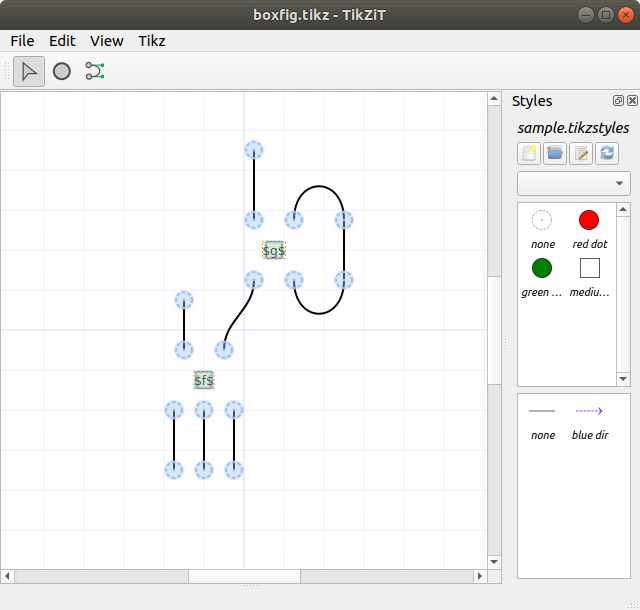 boxfig.tikz - TikZiT
File Edit View Tikz
Styles
sample.tikzstyles
none red dot
green ... mediu...
none blue dir
$g$
$f$